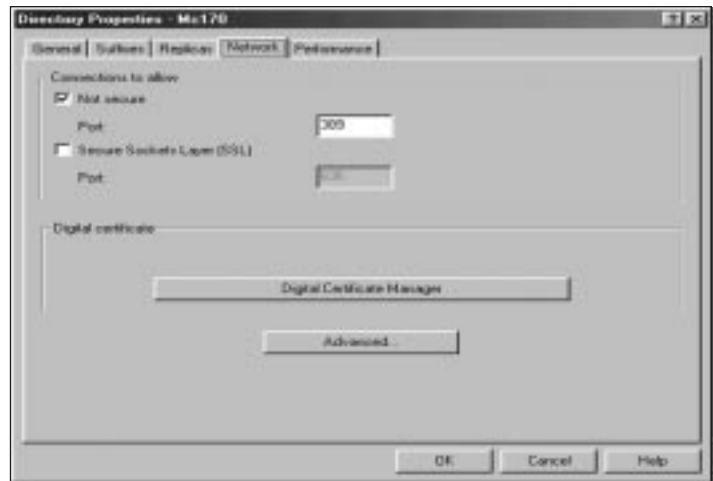 Directory Properties - Mc170
General Suffixes Replicas Network Performance
Connections to allow
Not secure
Port: 389
Secure Sockets Layer (SSL)
Port:
Digital certificate
Digital Certificate Manager
Advanced...
OK Cancel Help